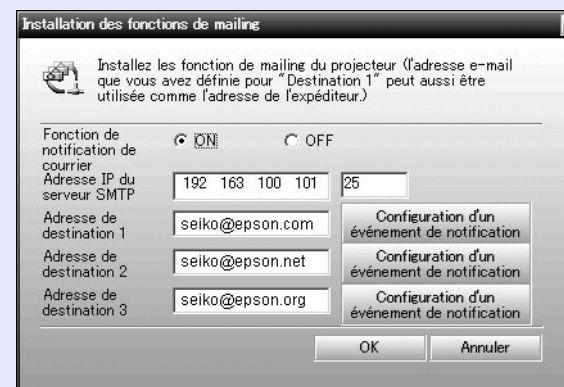 Installation des fonctions de mailing
Installez les fonction de mailing du projecteur (l'adresse e-mail
que vous avez définie pour "Destination 1" peut aussi être
utilisée comme l'adresse de l'expéditeur.)
Fonction de
notification de
courrier
ON OFF
Adresse IP du
serveur SMTP
192 163 100 101 25
Adresse de
destination 1
seiko@epson.com
Configuration d'un
événement de notification
Adresse de
destination 2
seiko@epson.net
Configuration d'un
événement de notification
Adresse de
destination 3
seiko@epson.org
Configuration d'un
événement de notification
OK Annuler